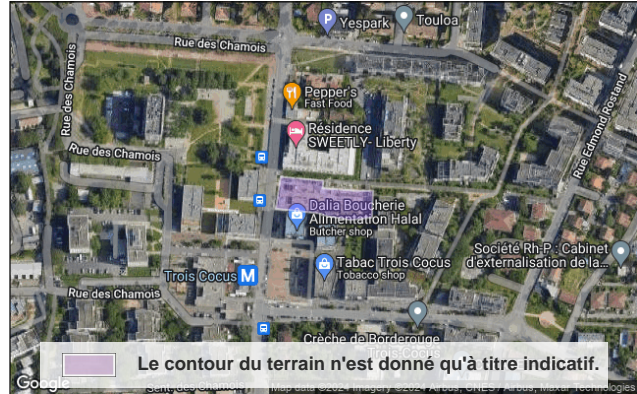 Yespark
Touloa
Rue des Chamois
Rue des Chamois
Pepper's
Fast Food
Rue Edmond Rostand
Résidence
SWEETLY- Liberty
Rue des Chamois
Dalia Boucherie
Alimentation Halal
Butcher shop
Société Rh-P : Cabinet
d'externalisation de la...
Tabac Trois Cocus
Tobacco shop
Trois Cocus M
Rue des Chamois
Crèche de Borderouge
Trois Cocus
Le contour du terrain n'est donné qu'à titre indicatif.
Google
Sent. des Chamois
Map data ©2024 Imagery ©2024 Airbus, CNES / Airbus, Maxar Technologies